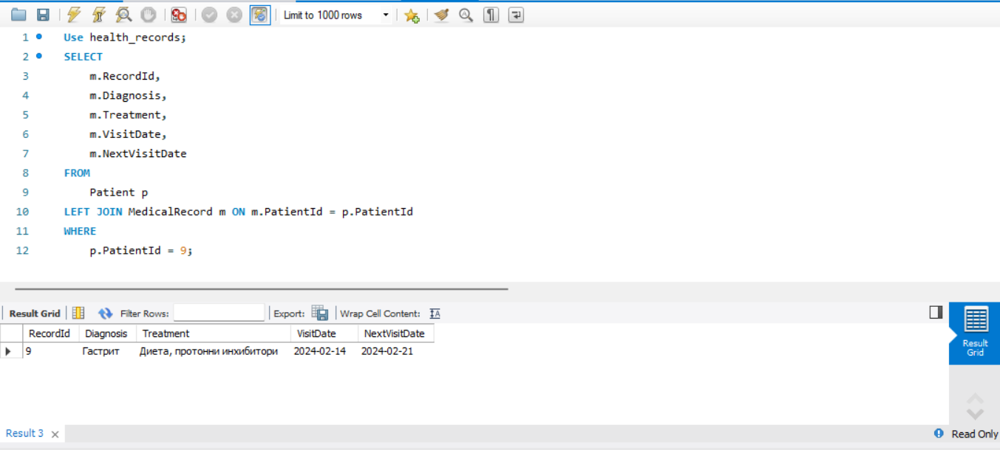 Limit to 1000 rows
1 Use health_records;
2 SELECT
3 m.RecordId,
4 m.Diagnosis,
5 m.Treatment,
6 m.VisitDate,
7 m.NextVisitDate
8 FROM
9 Patient p
10 LEFT JOIN MedicalRecord m ON m.PatientId = p.PatientId
11 WHERE
12 p.PatientId = 9;
Result Grid Filter Rows: Export: Wrap Cell Content: IA
RecordId Diagnosis Treatment VisitDate NextVisitDate
9 Гастрит Диета, протонни инхибитори 2024-02-14 2024-02-21
Result
Grid
Result 3 Read Only